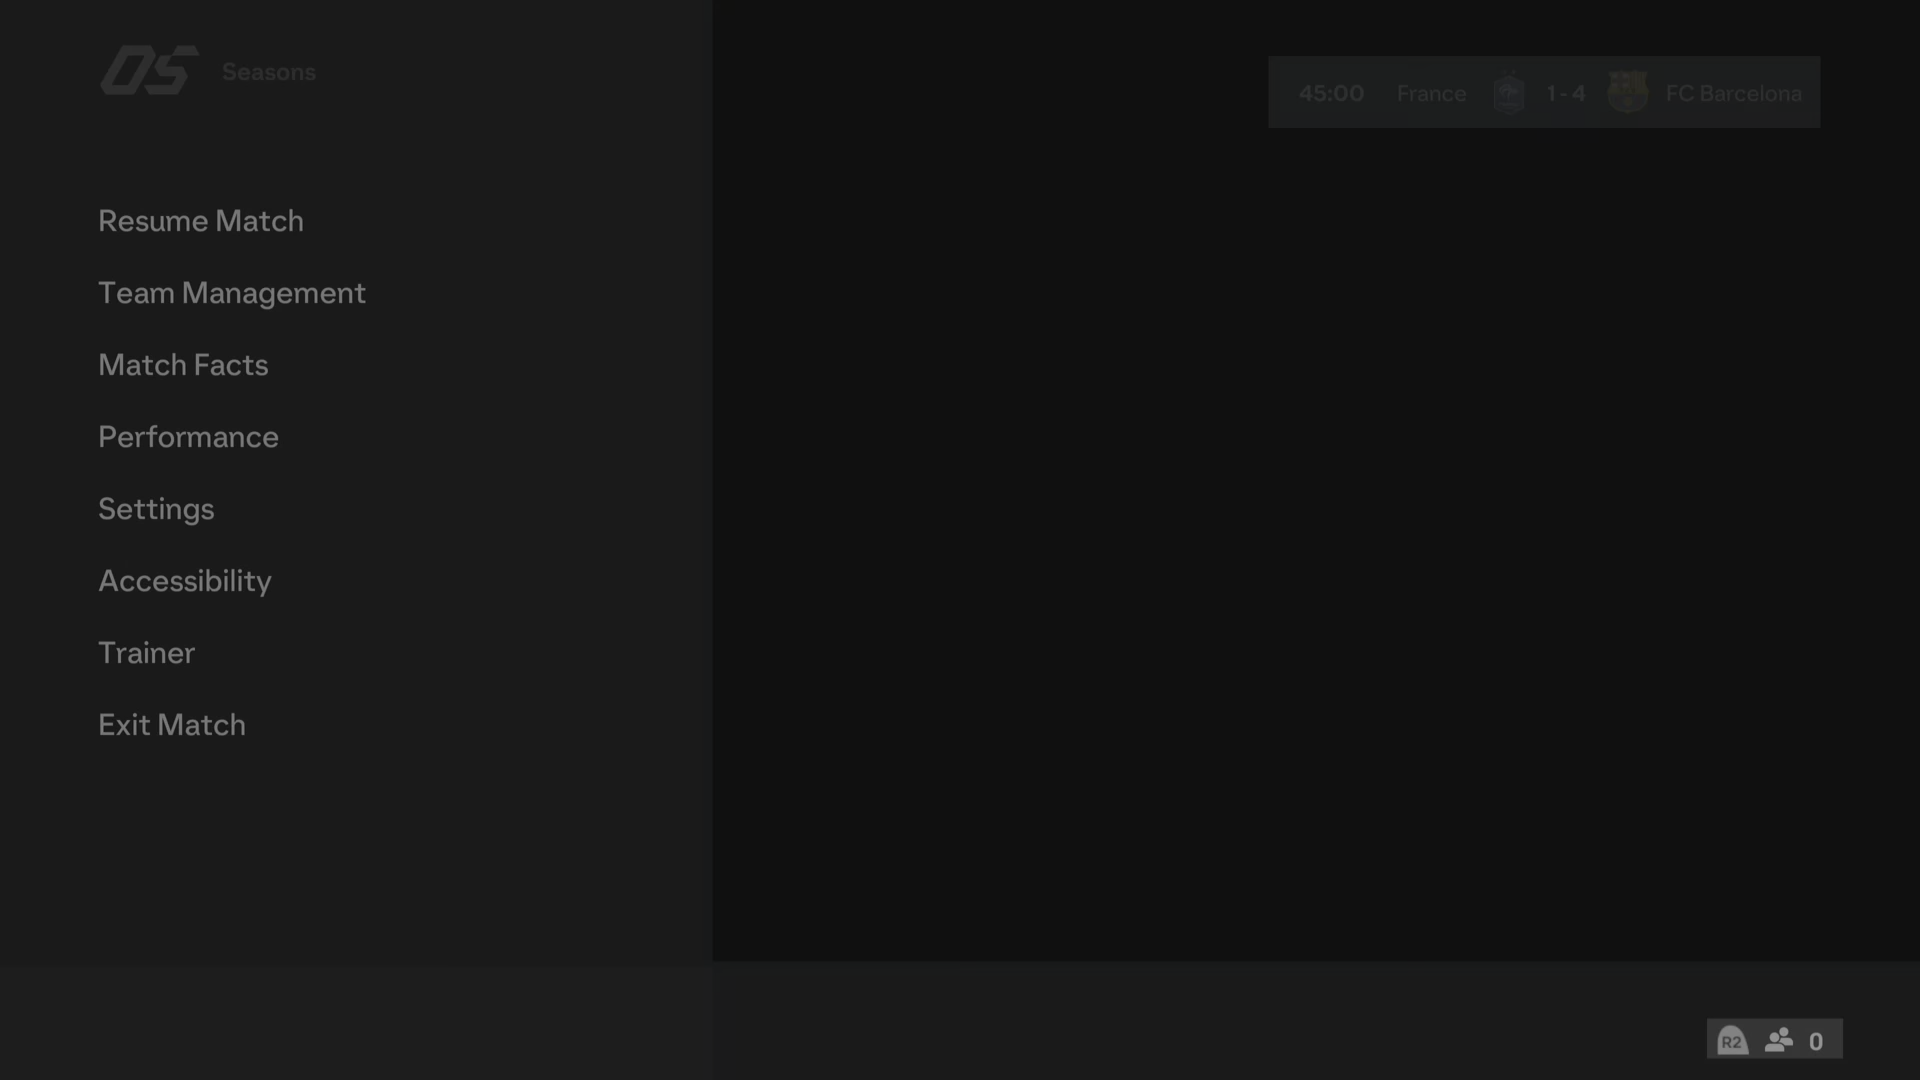 OS Seasons
45:00 France 1 - 4 FC Barcelona
Resume Match
Team Management
Match Facts
Performance
Settings
Accessibility
Trainer
Exit Match
R2 0